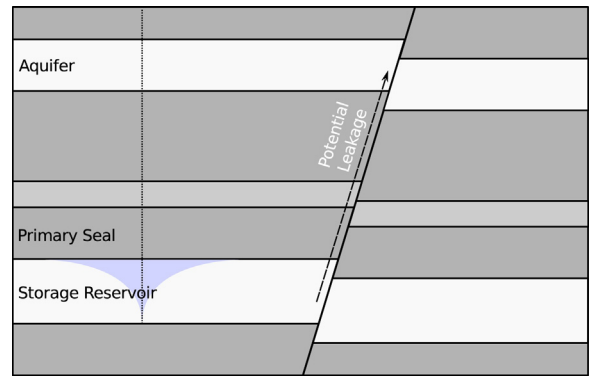 Aquifer
Potential
Leakage
Primary Seal
Storage Reservoir